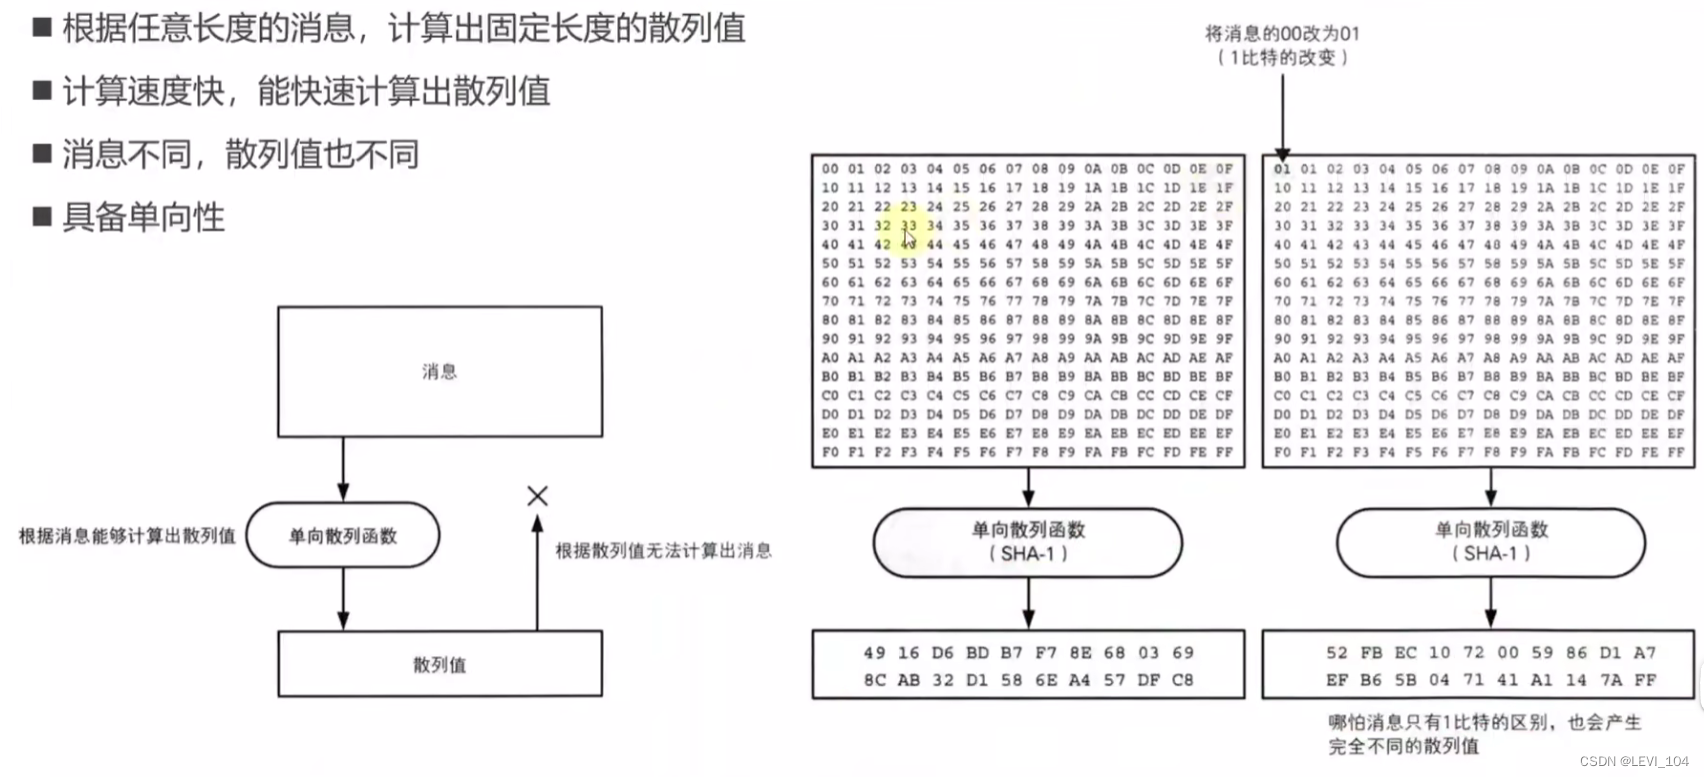 ■ 根据任意长度的消息，计算出固定长度的散列值
■ 计算速度快，能快速计算出散列值
■ 消息不同，散列值也不同
■ 具备单向性
消息
根据消息能够计算出散列值
单向散列函数
根据散列值无法计算出消息
散列值
将消息的00改为01
（1比特的改变）
00 01 02 03 04 05 06 07 08 09 0A 0B 0C 0D 0E 0F
10 11 12 13 14 15 16 17 18 19 1A 1B 1C 1D 1E 1F
20 21 22 23 24 25 26 27 28 29 2A 2B 2C 2D 2E 2F
30 31 32 33 34 35 36 37 38 39 3A 3B 3C 3D 3E 3F
40 41 42 43 44 45 46 47 48 49 4A 4B 4C 4D 4E 4F
50 51 52 53 54 55 56 57 58 59 5A 5B 5C 5D 5E 5F
60 61 62 63 64 65 66 67 68 69 6A 6B 6C 6D 6E 6F
70 71 72 73 74 75 76 77 78 79 7A 7B 7C 7D 7E 7F
80 81 82 83 84 85 86 87 88 89 8A 8B 8C 8D 8E 8F
90 91 92 93 94 95 96 97 98 99 9A 9B 9C 9D 9E 9F
A0 A1 A2 A3 A4 A5 A6 A7 A8 A9 AA AB AC AD AE AF
B0 B1 B2 B3 B4 B5 B6 B7 B8 B9 BA BB BC BD BE BF
C0 C1 C2 C3 C4 C5 C6 C7 C8 C9 CA CB CC CD CE CF
D0 D1 D2 D3 D4 D5 D6 D7 D8 D9 DA DB DC DD DE DF
E0 E1 E2 E3 E4 E5 E6 E7 E8 E9 EA EB EC ED EE EF
F0 F1 F2 F3 F4 F5 F6 F7 F8 F9 FA FB FC FD FE FF
单向散列函数
（SHA-1）
49 16 D6 BD B7 F7 8E 68 03 69
8C AB 32 D1 58 6E A4 57 DF C8
01 01 02 03 04 05 06 07 08 09 0A 0B 0C 0D 0E 0F
10 11 12 13 14 15 16 17 18 19 1A 1B 1C 1D 1E 1F
20 21 22 23 24 25 26 27 28 29 2A 2B 2C 2D 2E 2F
30 31 32 33 34 35 36 37 38 39 3A 3B 3C 3D 3E 3F
40 41 42 43 44 45 46 47 48 49 4A 4B 4C 4D 4E 4F
50 51 52 53 54 55 56 57 58 59 5A 5B 5C 5D 5E 5F
60 61 62 63 64 65 66 67 68 69 6A 6B 6C 6D 6E 6F
70 71 72 73 74 75 76 77 78 79 7A 7B 7C 7D 7E 7F
80 81 82 83 84 85 86 87 88 89 8A 8B 8C 8D 8E 8F
90 91 92 93 94 95 96 97 98 99 9A 9B 9C 9D 9E 9F
A0 A1 A2 A3 A4 A5 A6 A7 A8 A9 AA AB AC AD AE AF
B0 B1 B2 B3 B4 B5 B6 B7 B8 B9 BA BB BC BD BE BF
C0 C1 C2 C3 C4 C5 C6 C7 C8 C9 CA CB CC CD CE CF
D0 D1 D2 D3 D4 D5 D6 D7 D8 D9 DA DB DC DD DE DF
E0 E1 E2 E3 E4 E5 E6 E7 E8 E9 EA EB EC ED EE EF
F0 F1 F2 F3 F4 F5 F6 F7 F8 F9 FA FB FC FD FE FF
单向散列函数
（SHA-1）
52 FB EC 10 72 00 59 86 D1 A7
EF B6 5B 04 71 41 A1 14 7A FF
哪怕消息只有1比特的区别，也会产生
完全不同的散列值
CSDN @LEVI_104